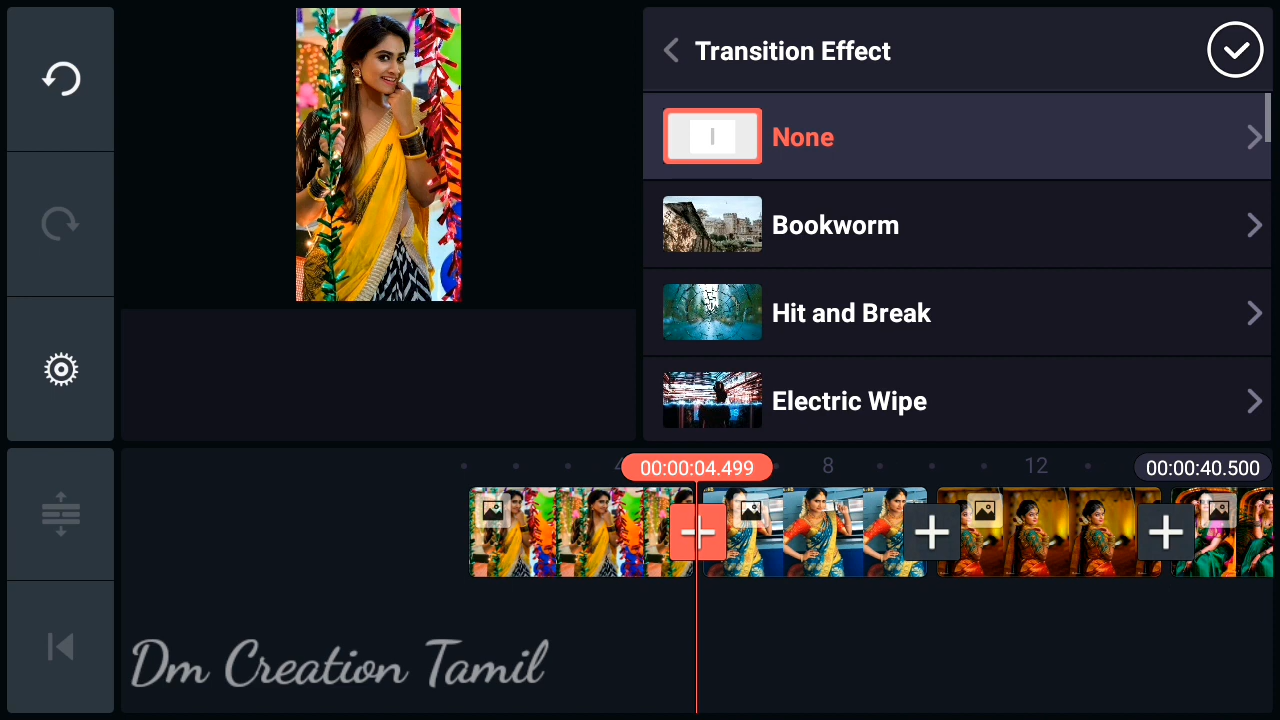 Transition Effect
None
Bookworm
Hit and Break
Electric Wipe
00:00:04.499
8
12
00:00:40.500
Dm Creation Tamil